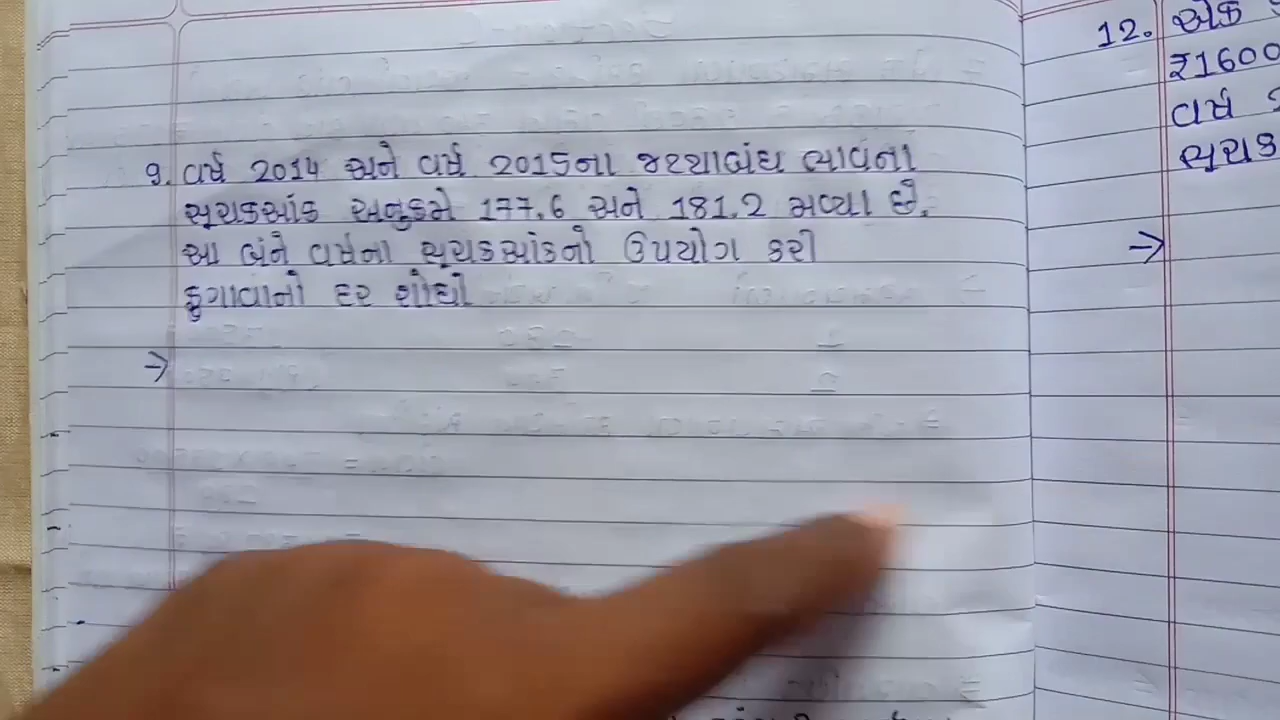 9. વર્ષ 2014 અને વર્ષ 2015ના જથ્થાબંધ ભાવના
સૂચકઆંક અનુક્રમે 177.6 અને 181.2 મળ્યા છે.
આ બંને વર્ષના સૂચકઆંકનો ઉપયોગ કરી
ફુગાવાનો દર શોધો
→
12. એક
₹1600
વર્ષ
સૂચક
→